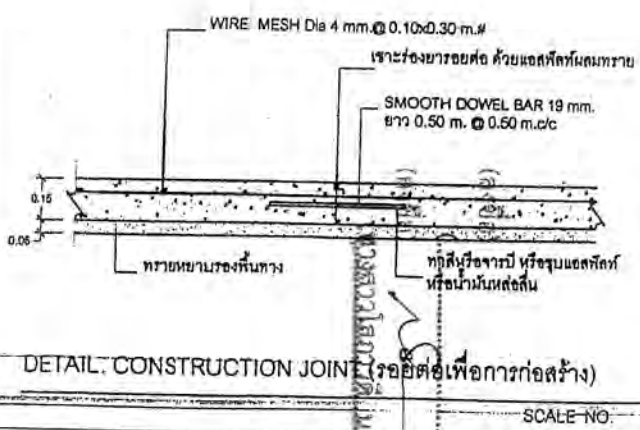 WIRE MESH Dia 4 mm.@ 0.10x0.30 m.#
เซาะร่องยารอยต่อ ด้วยแอสฟัลท์ผสมทราย
SMOOTH DOWEL BAR 19 mm.
ยาว 0.50 m. @ 0.50 m.c/c
0.15
0.05
ทรายหยาบรองพื้นทาง
ทาสีหรือจารบี หรือชุบแอสฟัลท์
หรือน้ำมันหล่อลื่น
DETAIL: CONSTRUCTION JOINT (รอยต่อเพื่อการก่อสร้าง)
SCALE NO.